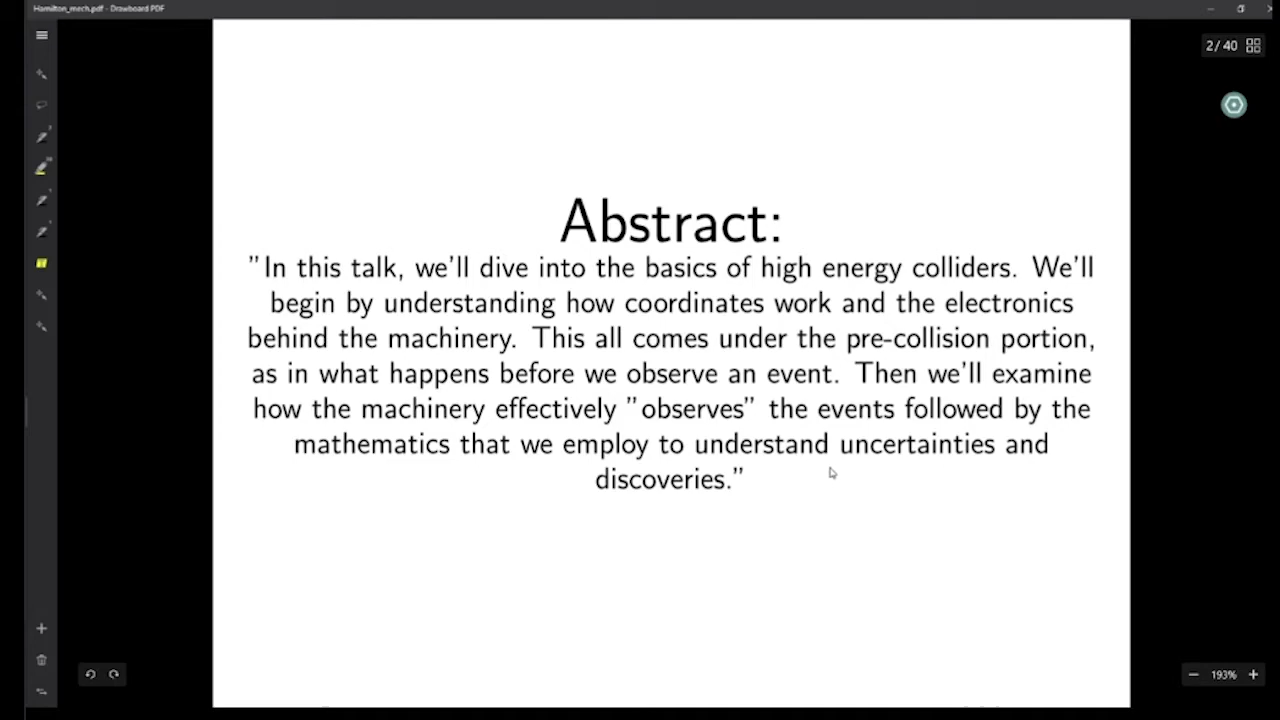 Hamilton_mech.pdf - Drawboard PDF
2 / 40
Abstract:
"In this talk, we'll dive into the basics of high energy colliders. We'll
begin by understanding how coordinates work and the electronics
behind the machinery. This all comes under the pre-collision portion,
as in what happens before we observe an event. Then we'll examine
how the machinery effectively "observes" the events followed by the
mathematics that we employ to understand uncertainties and
discoveries."
193%